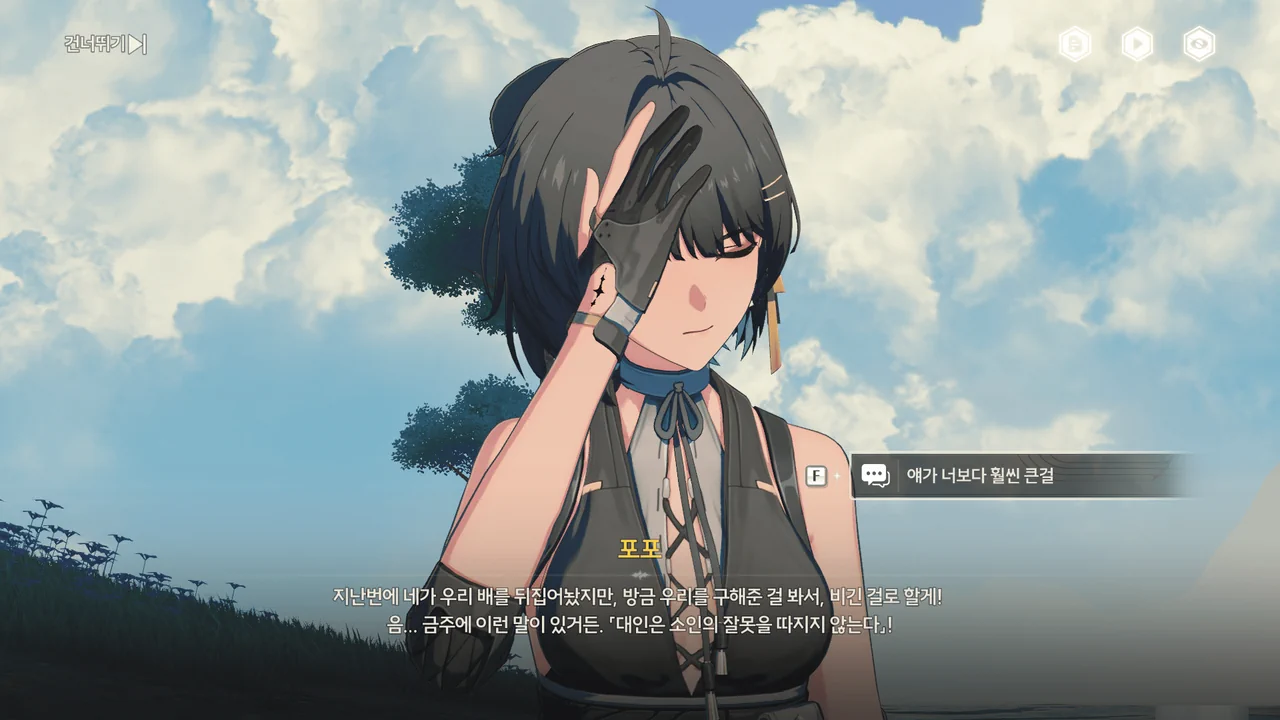 건너뛰기
F
얘가 너보다 훨씬 큰걸
포포
지난번에 네가 우리 배를 뒤집어놨지만, 방금 우리를 구해준 걸 봐서, 비긴 걸로 할게!
음... 금주에 이런 말이 있거든. 「대인은 소인의 잘못을 따지지 않는다」!